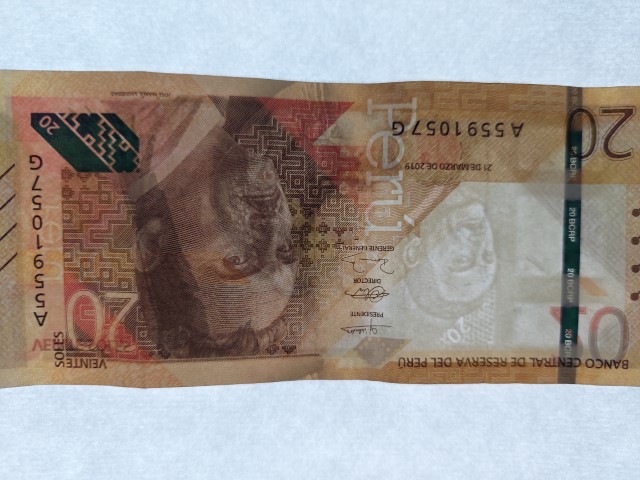 BANCO CENTRAL DE RESERVA DEL PERÚ
VEINTE
SOLES
20
20
20 BCRP
20 BCRP
20 BCRP
PRESIDENTE
DIRECTOR
GERENTE GENERAL
Perú
21 DE MARZO DE 2019
20
A5591057G
A5591057G
20
JOSÉ MARÍA ARGUEDAS